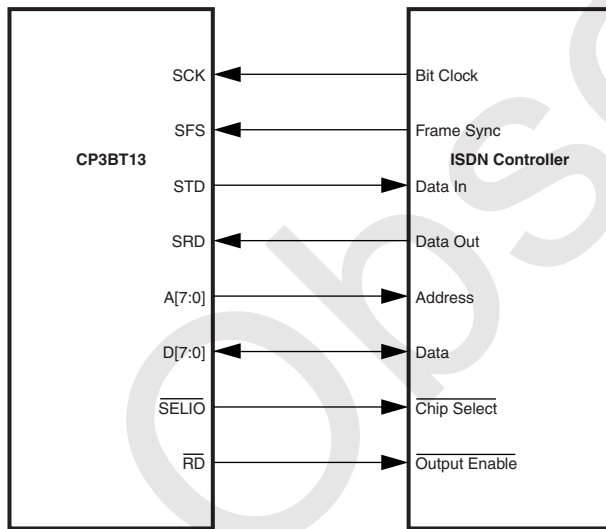 SCK Bit Clock
SFS Frame Sync
CP3BT13 ISDN Controller
STD Data In
SRD Data Out
A[7:0] Address
D[7:0] Data
SELIO Chip Select
RD Output Enable
Obso